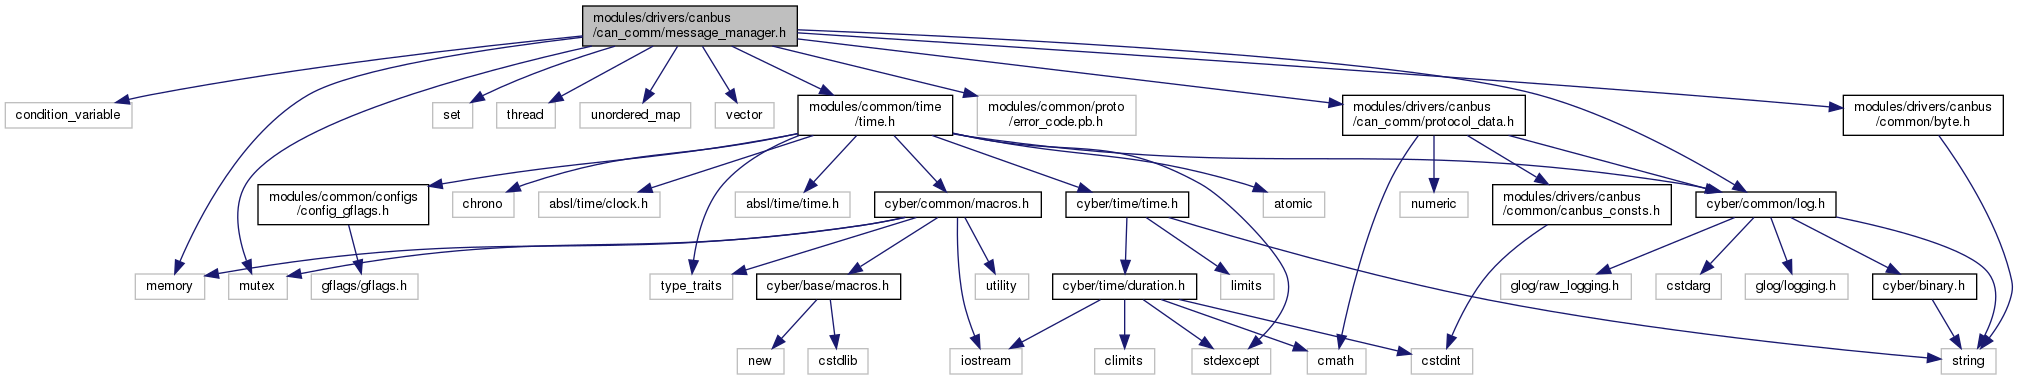 modules/drivers/canbus
/can_comm/message_manager.h
condition_variable
set
thread
unordered_map
vector
modules/common/time
/time.h
modules/common/proto
/error_code.pb.h
modules/drivers/canbus
/can_comm/protocol_data.h
modules/drivers/canbus
/common/byte.h
modules/common/configs
/config_gflags.h
chrono
absl/time/clock.h
absl/time/time.h
cyber/common/macros.h
cyber/time/time.h
atomic
numeric
modules/drivers/canbus
/common/canbus_consts.h
cyber/common/log.h
memory
mutex
gflags/gflags.h
type_traits
cyber/base/macros.h
utility
cyber/time/duration.h
limits
glog/raw_logging.h
cstdarg
glog/logging.h
cyber/binary.h
new
cstdlib
iostream
climits
stdexcept
cmath
cstdint
string